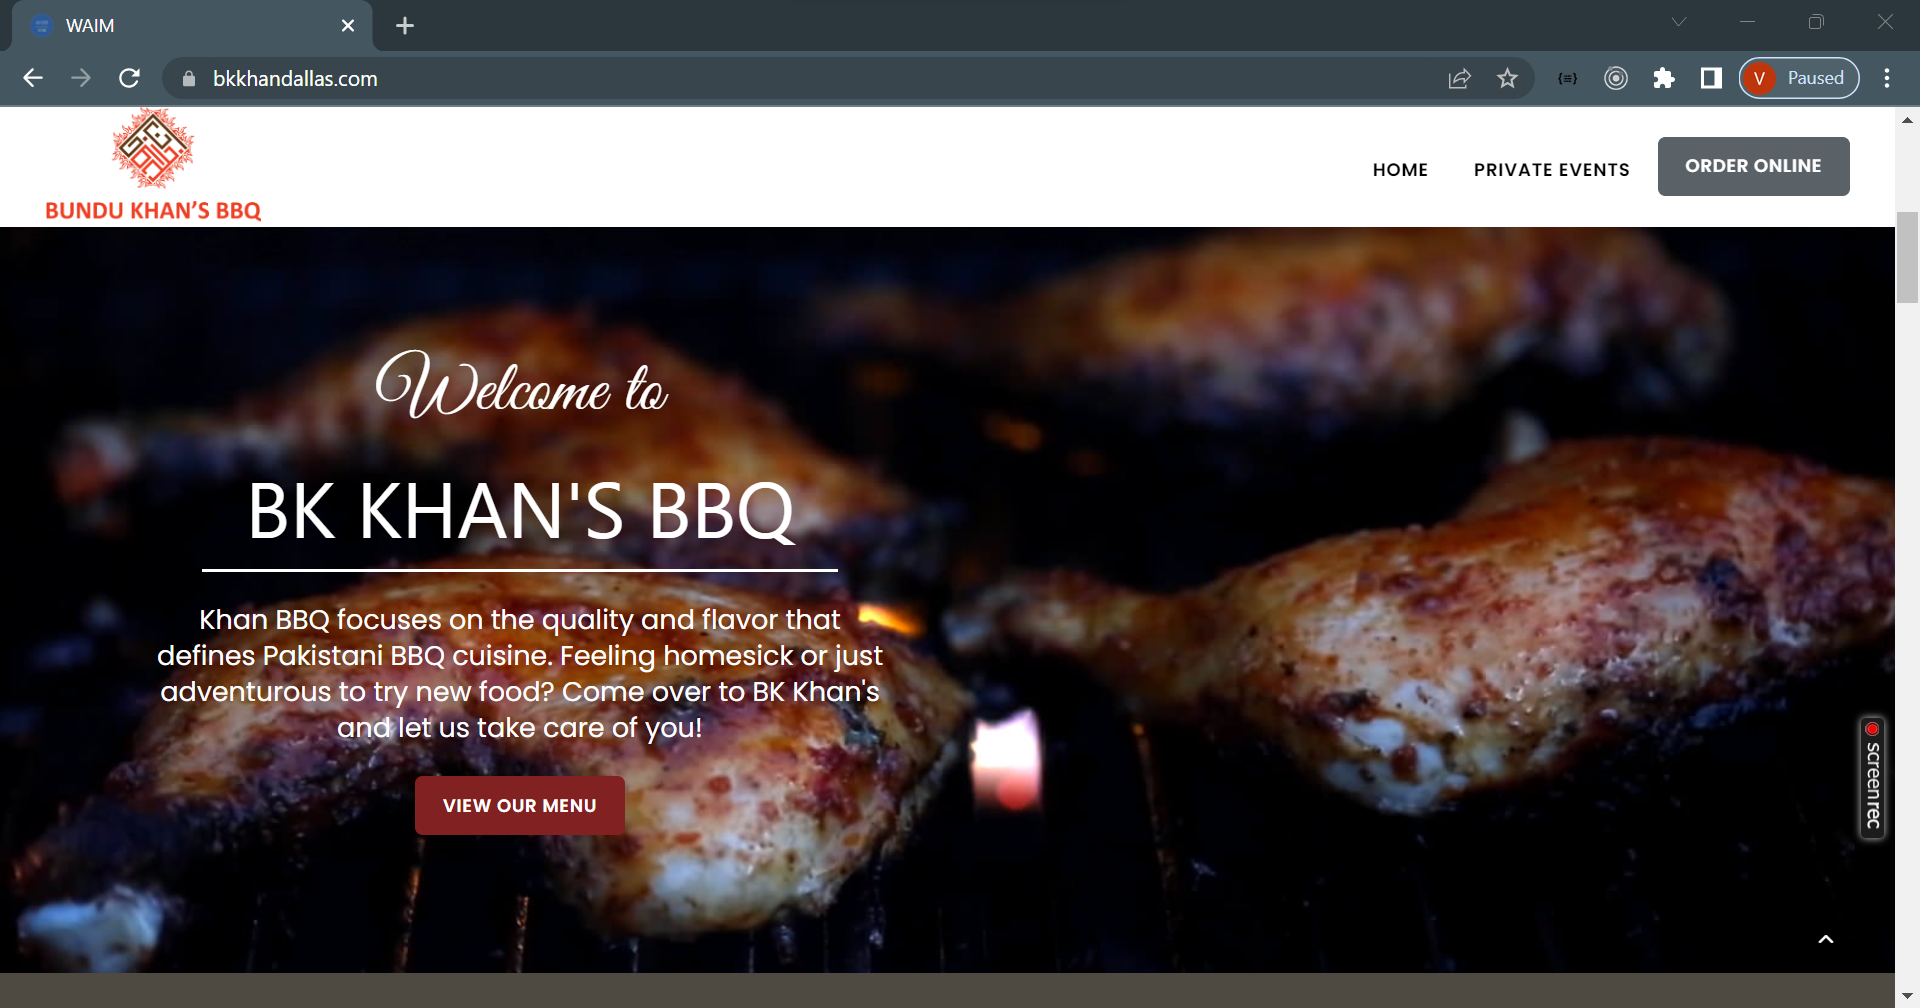 WAIM
bkkhandallas.com
{≡}
V Paused
BUNDU KHAN'S BBQ
HOME
PRIVATE EVENTS
ORDER ONLINE
Welcome to
BK KHAN'S BBQ
Khan BBQ focuses on the quality and flavor that
defines Pakistani BBQ cuisine. Feeling homesick or just
adventurous to try new food? Come over to BK Khan's
and let us take care of you!
VIEW OUR MENU
screenrec